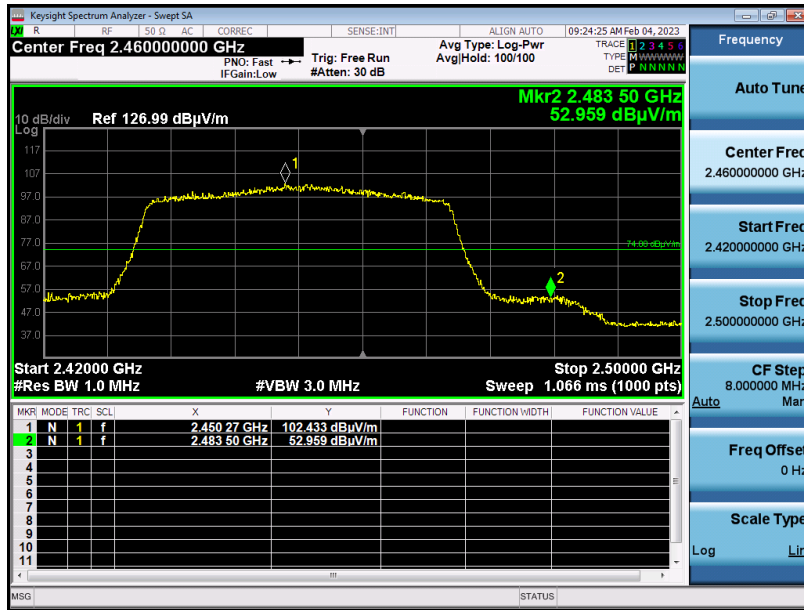 Keysight Spectrum Analyzer - Swept SA
LXI R RF 50 Ω AC CORREC SENSE:INT ALIGN AUTO 09:24:25 AM Feb 04, 2023
Center Freq 2.460000000 GHz
PNO: Fast
IFGain:Low
Trig: Free Run
#Atten: 30 dB
Avg Type: Log-Pwr
Avg|Hold: 100/100
TRACE 1 2 3 4 5 6
TYPE M WWWWW
DET P N N N N N
Mkr2 2.483 50 GHz
52.959 dBµV/m
10 dB/div Ref 126.99 dBµV/m
Log
117
107
1
97.0
87.0
77.0
74.00 dBµV/m
67.0
57.0
2
47.0
37.0
Start 2.42000 GHz Stop 2.50000 GHz
#Res BW 1.0 MHz #VBW 3.0 MHz Sweep 1.066 ms (1000 pts)
MKR MODE TRC SCL X Y FUNCTION FUNCTION WIDTH FUNCTION VALUE
1 N 1 f 2.450 27 GHz 102.433 dBµV/m
2 N 1 f 2.483 50 GHz 52.959 dBµV/m
3
4
5
6
7
8
9
10
11
MSG STATUS
Frequency
Auto Tune
Center Freq
2.460000000 GHz
Start Freq
2.420000000 GHz
Stop Freq
2.500000000 GHz
CF Step
8.000000 MHz
Auto Man
Freq Offset
0 Hz
Scale Type
Log Lin